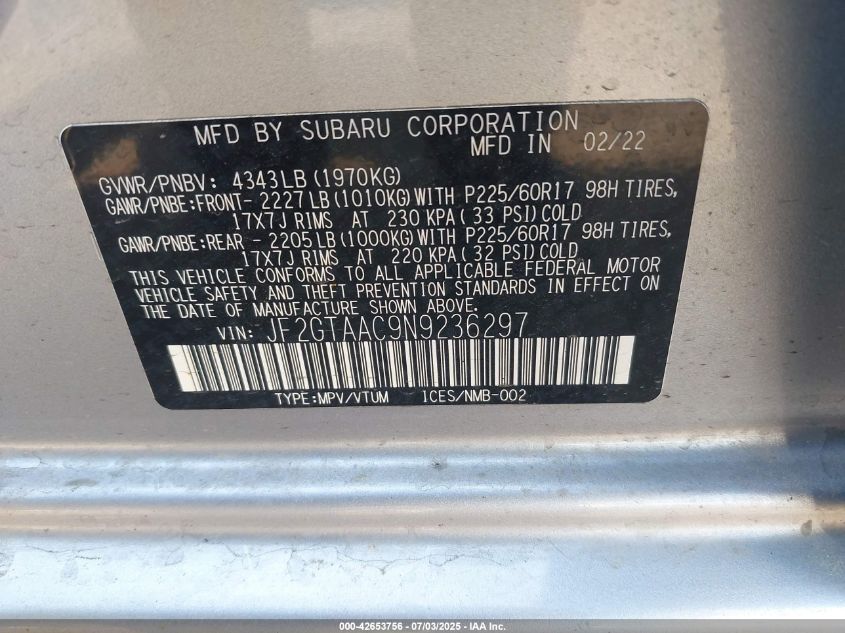 MFD BY SUBARU CORPORATION
MFD IN 02/22
GVWR/PNBV: 4343LB (1970KG)
GAWR/PNBE:FRONT- 2227LB (1010KG) WITH P225/60R17 98H TIRES,
17X7J RIMS AT 230 KPA ( 33 PSI) COLD
GAWR/PNBE:REAR - 2205LB (1000KG) WITH P225/60R17 98H TIRES,
17X7J RIMS AT 220 KPA ( 32 PSI) COLD
THIS VEHICLE CONFORMS TO ALL APPLICABLE FEDERAL MOTOR
VEHICLE SAFETY AND THEFT PREVENTION STANDARDS IN EFFECT ON
THE DATE OF MANUFACTURE SHOWN ABOVE.
VIN: JF2GTAAC9N9236297
TYPE:MPV/VTUM ICES/NMB-002
000-42653756 - 07/03/2025 - IAA Inc.